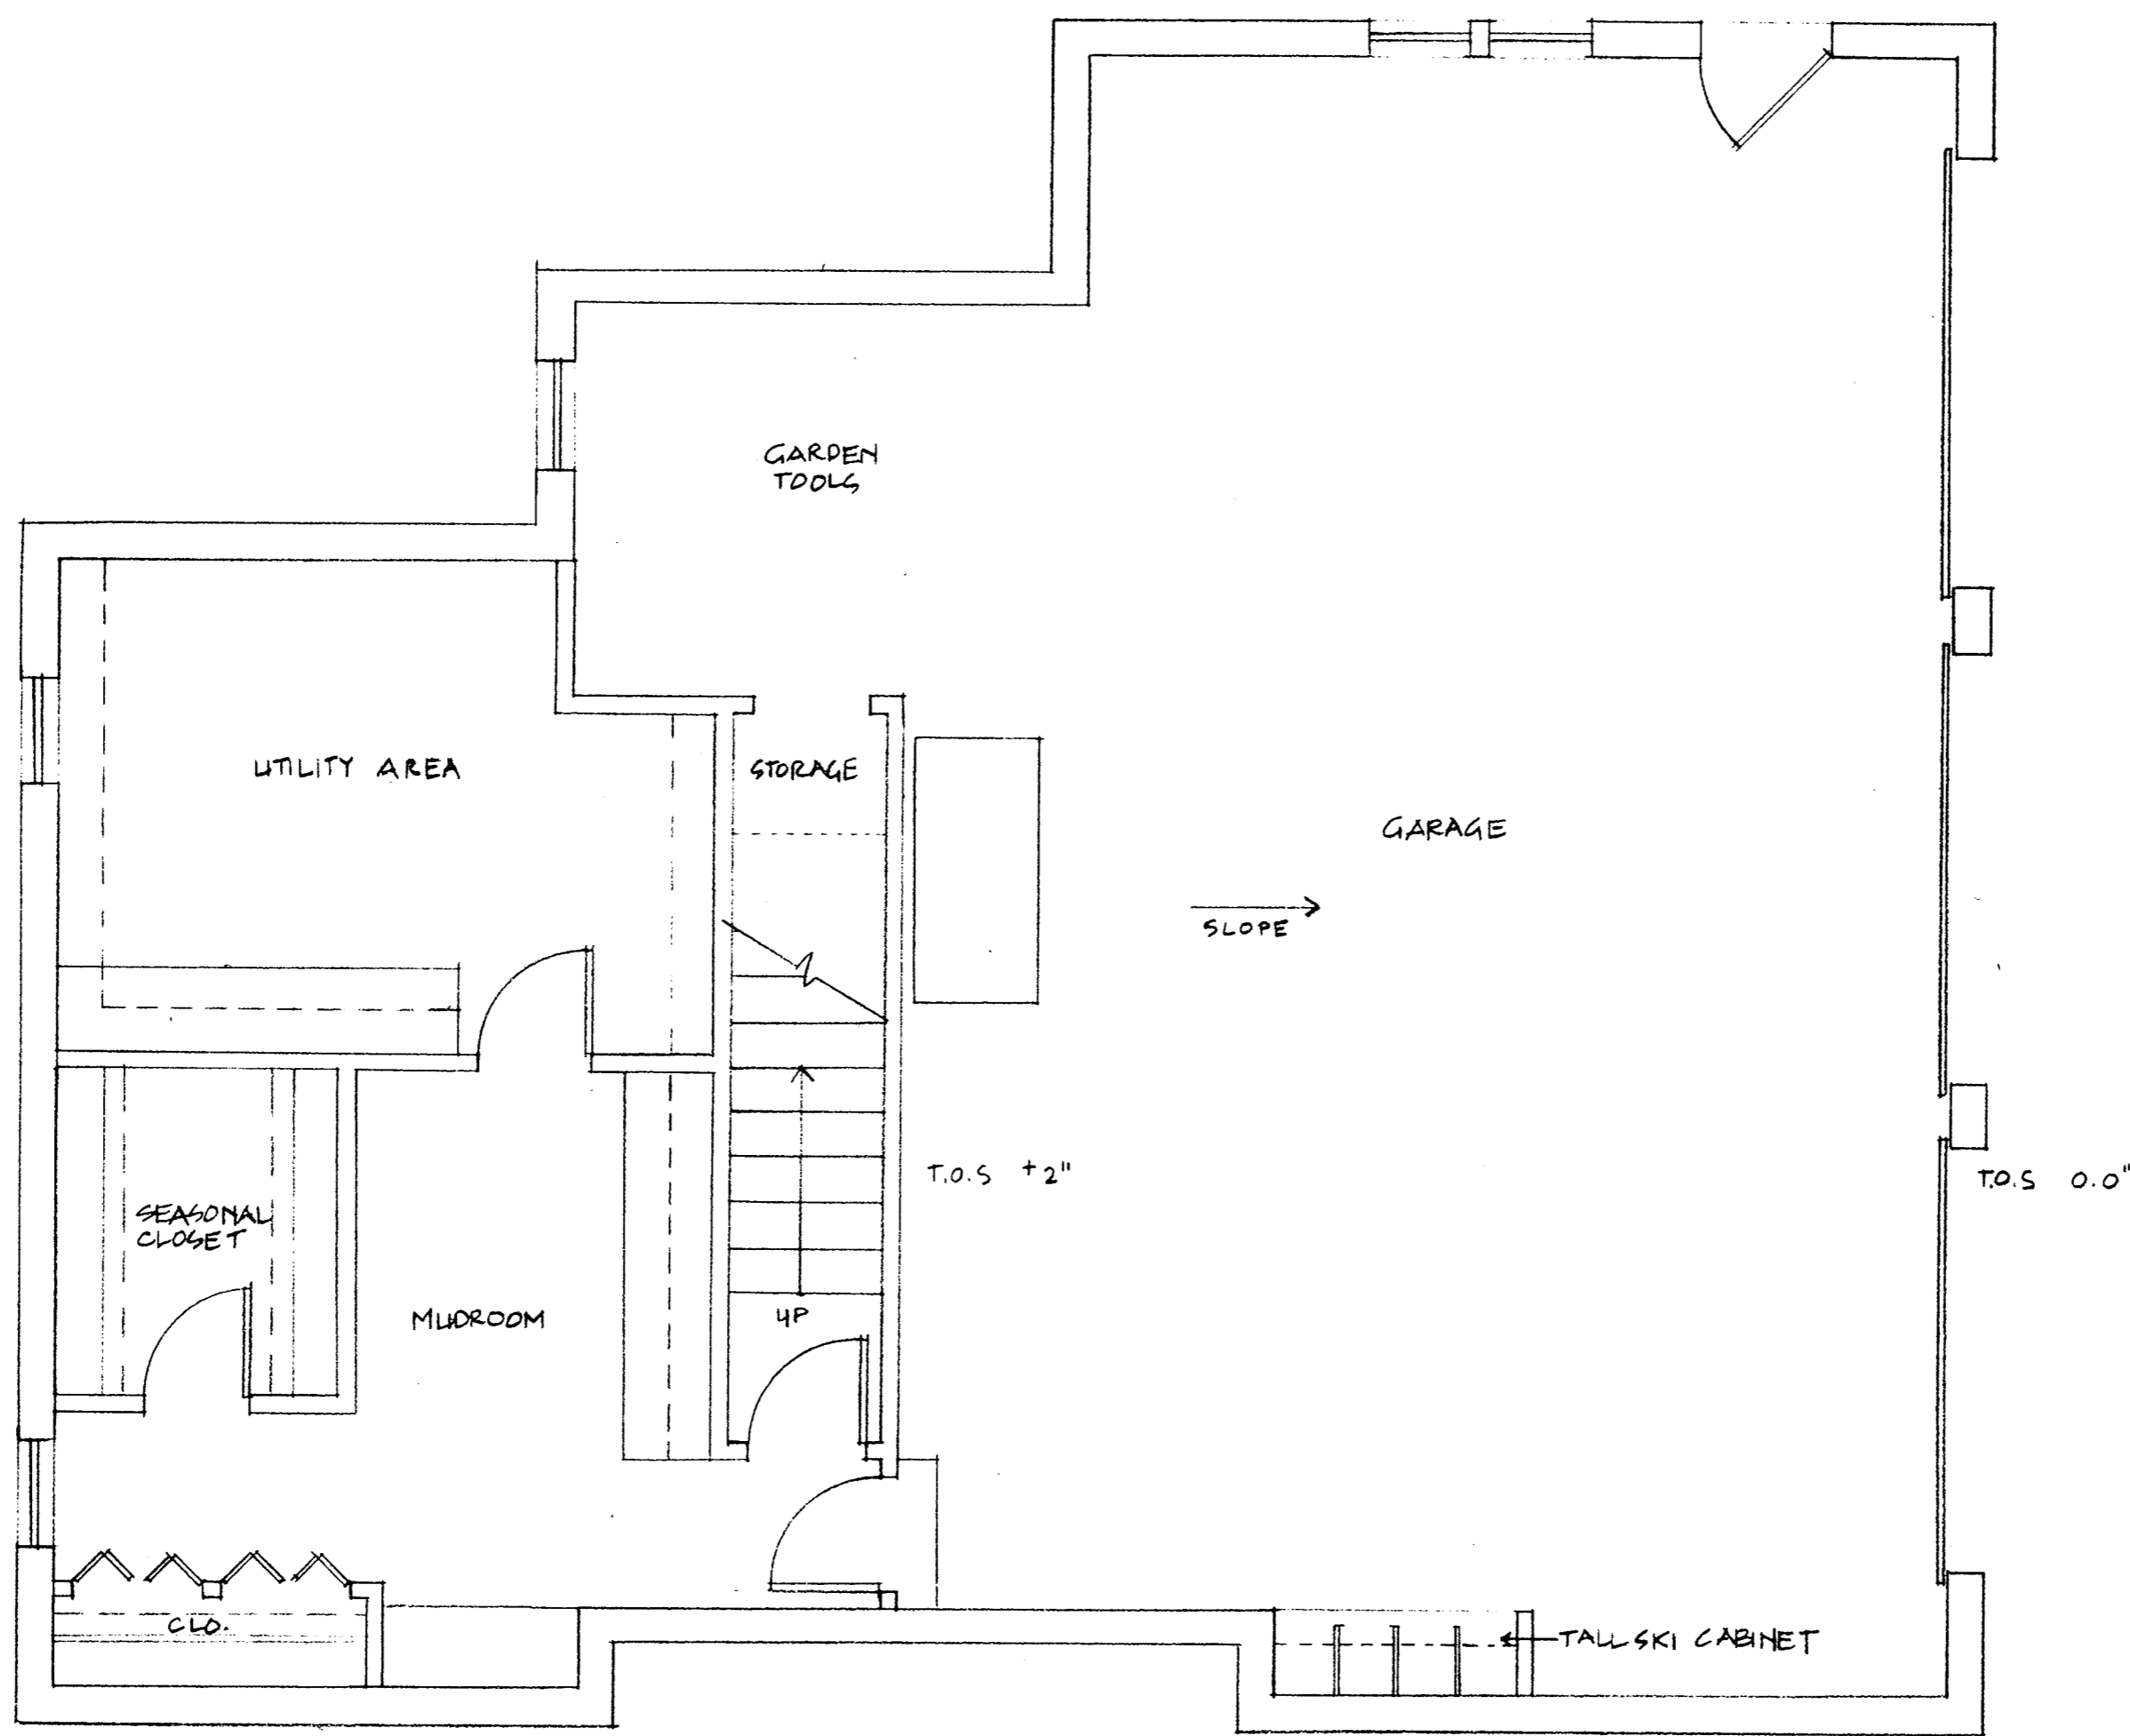 GARDEN
TOOLS
UTILITY AREA
STORAGE
GARAGE
SLOPE
T.O.S +2"
T.O.S 0.0"
SEASONAL
CLOSET
MUDROOM
UP
CLO.
TALL SKI CABINET